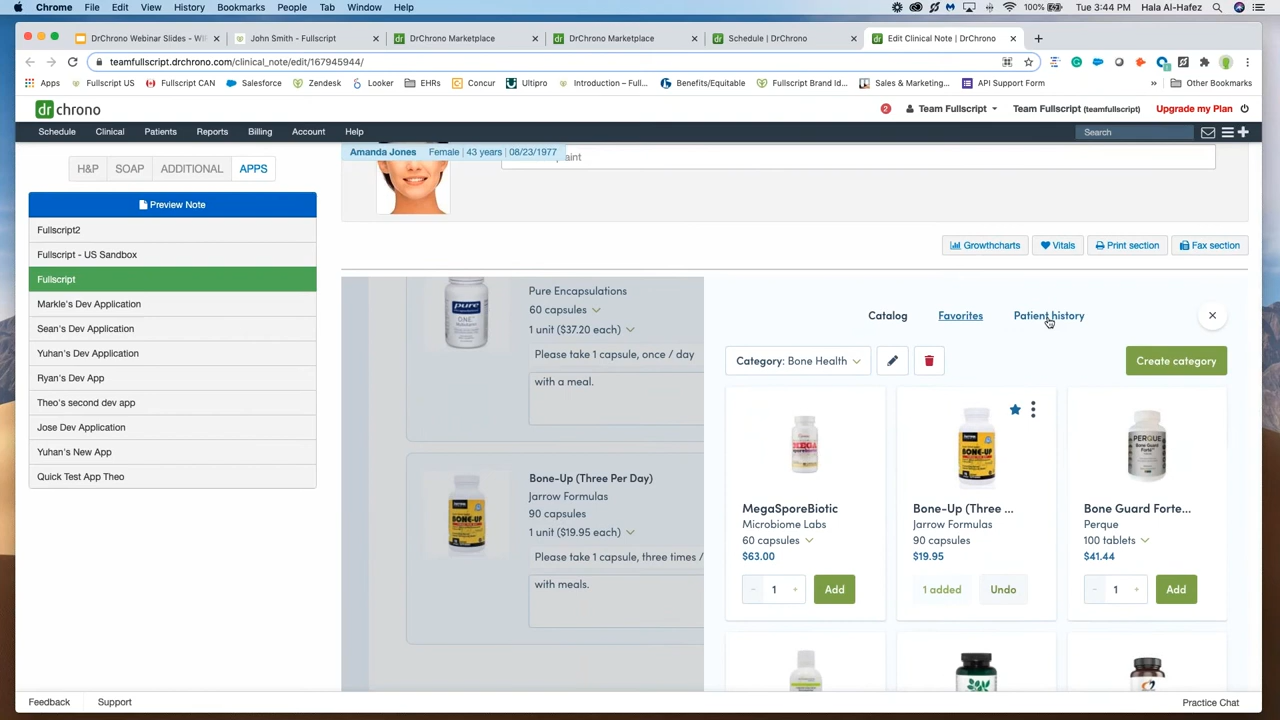 Chrome File Edit View History Bookmarks People Tab Window Help 100% Tue 3:44 PM Hala Al-Hafez
DrChrono Webinar Slides - Wi
John Smith - Fullscript
DrChrono Marketplace
DrChrono Marketplace
Schedule | DrChrono
Edit Clinical Note | DrChrono
teamfullscript.drchrono.com/clinical_note/edit/167945944/
Apps Fullscript US Fullscript CAN Salesforce Zendesk Looker EHRs Concur Ultipro Introduction – Full... Benefits/Equitable Fullscript Brand Id... Sales & Marketing... API Support Form Other Bookmarks
dr chrono
2 Team Fullscript Team Fullscript (teamfullscript) Upgrade my Plan
Schedule Clinical Patients Reports Billing Account Help Search
H&P SOAP ADDITIONAL APPS
Preview Note
Fullscript2
Fullscript - US Sandbox
Fullscript
Markle's Dev Application
Sean's Dev Application
Yuhan's Dev Application
Ryan's Dev App
Theo's second dev app
Jose Dev Application
Yuhan's New App
Quick Test App Theo
Amanda Jones Female | 43 years | 08/23/1977
aint
Growthcharts Vitals Print section Fax section
pure
ONE
Pure Encapsulations
60 capsules
1 unit ($37.20 each)
Please take 1 capsule, once / day
with a meal.
BONE-UP
Bone-Up (Three Per Day)
Jarrow Formulas
90 capsules
1 unit ($19.95 each)
Please take 1 capsule, three times /
with meals.
Catalog Favorites Patient history
Category: Bone Health
Create category
MegaSporeBiotic
Microbiome Labs
60 capsules
$63.00
1 Add
BONE-UP
Bone-Up (Three ...
Jarrow Formulas
90 capsules
$19.95
1 added Undo
PERQUE
Bone Guard Forte...
Perque
100 tablets
$41.44
1 Add
Feedback Support Practice Chat